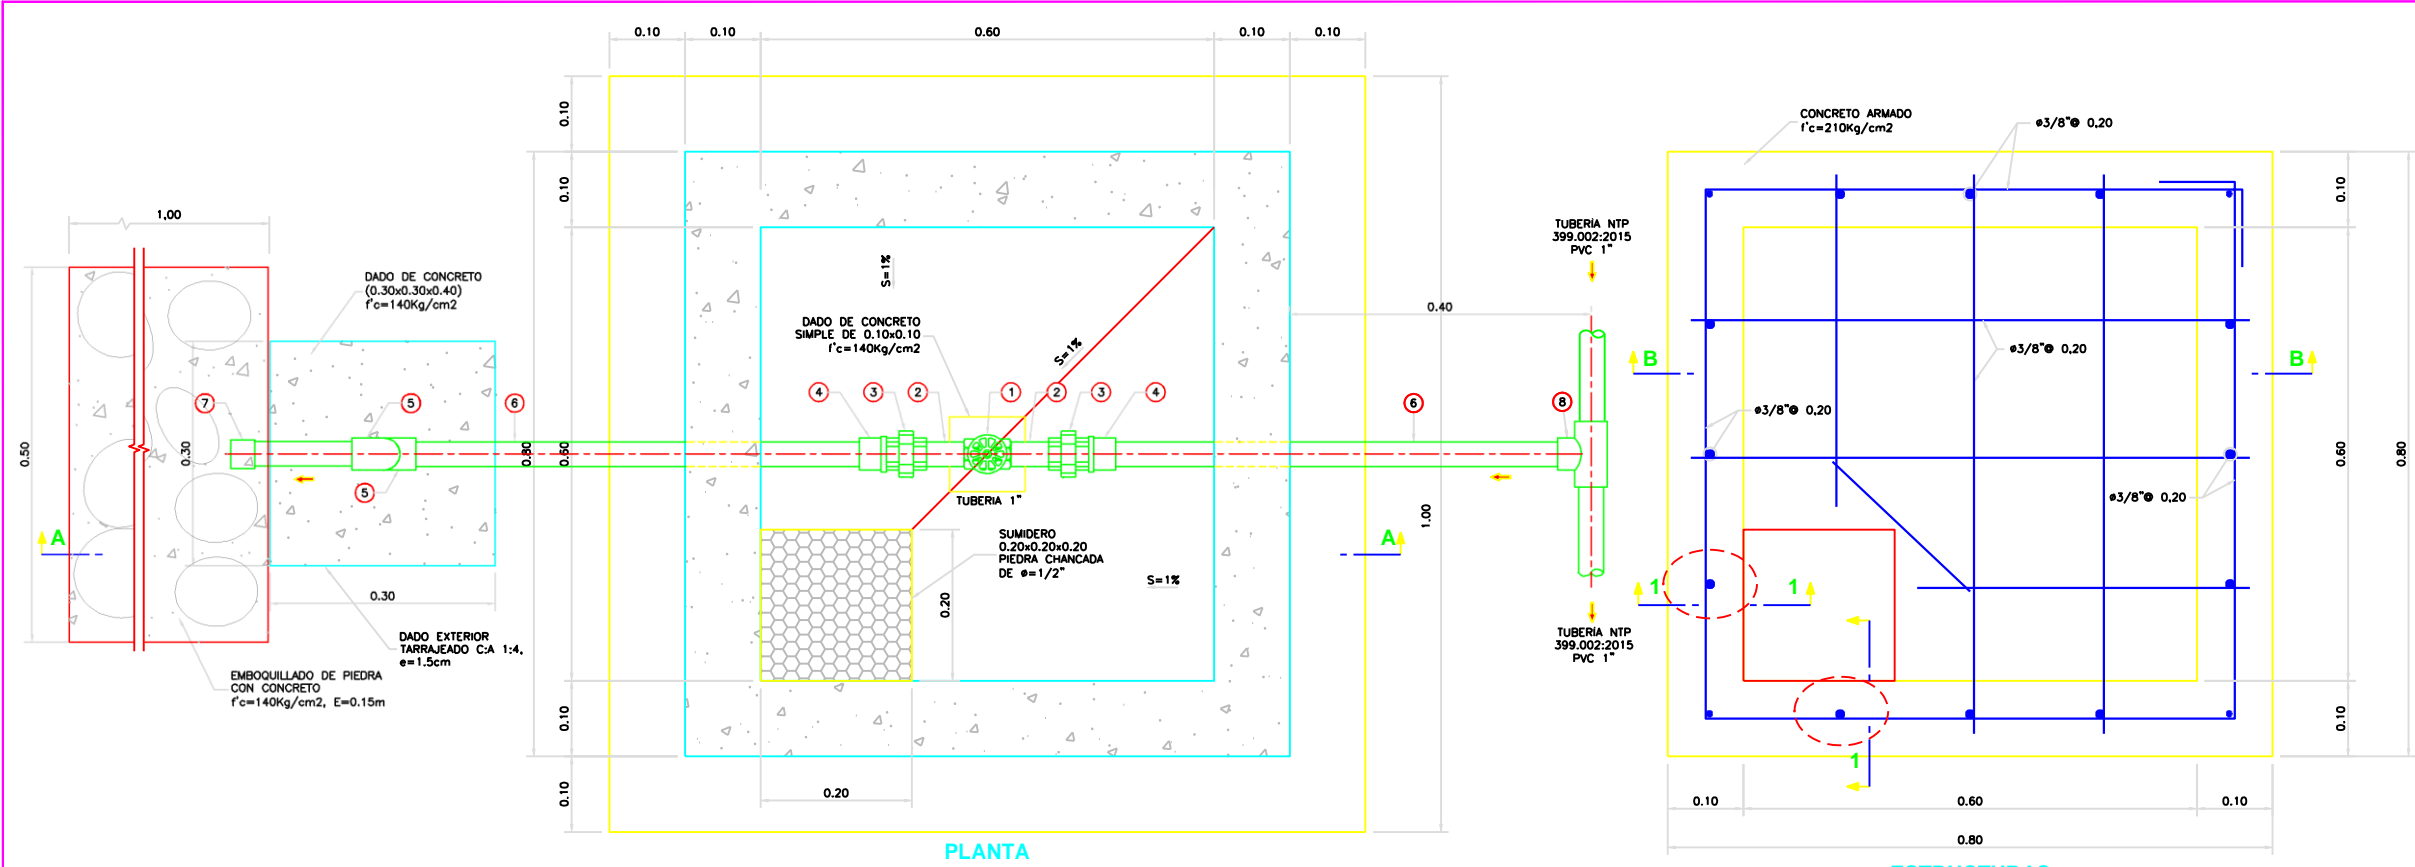 0.10
0.10
0.60
0.10
0.10
0.10
0.10
0.80
0.60
0.10
0.10
1,00
0.50
0.30
DADO DE CONCRETO
(0.30x0.30x0.40)
f'c=140Kg/cm2
7
5
6
5
0.30
A
DADO EXTERIOR
TARRAJEADO C:A 1:4,
e=1.5cm
EMBOQUILLADO DE PIEDRA
CON CONCRETO
f'c=140Kg/cm2, E=0.15m
S=1%
DADO DE CONCRETO
SIMPLE DE 0.10x0.10
f'c=140Kg/cm2
S=1%
4
3
2
1
2
3
4
TUBERIA 1"
SUMIDERO
0.20x0.20x0.20
PIEDRA CHANCADA
DE ø=1/2"
0.20
S=1%
0.20
A
1.00
0.40
6
8
TUBERÍA NTP
399.002:2015
PVC 1"
TUBERÍA NTP
399.002:2015
PVC 1"
PLANTA
CONCRETO ARMADO
f'c=210Kg/cm2
ø3/8"@ 0,20
B
B
ø3/8"@ 0,20
ø3/8"@ 0,20
ø3/8"@ 0,20
1
1
1
0.10
0.60
0.10
0.80
0.10
0.60
0.10
0.80
ESTRUCTURAS